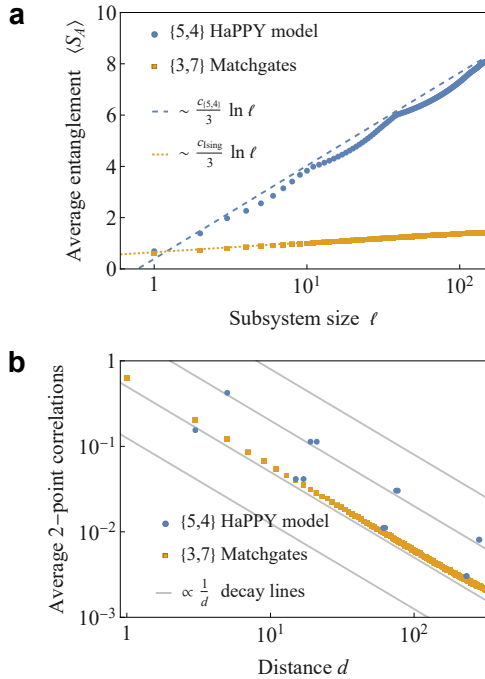 a
Average entanglement ⟨S_A⟩
10
8
6
4
2
0
{5,4} HaPPY model
{3,7} Matchgates
~ c_{5,4}/3 ln ℓ
~ c_Ising/3 ln ℓ
1
10^1
10^2
Subsystem size ℓ
b
Average 2-point correlations
1
10^-1
10^-2
10^-3
{5,4} HaPPY model
{3,7} Matchgates
∝ 1/d decay lines
1
10^1
10^2
Distance d